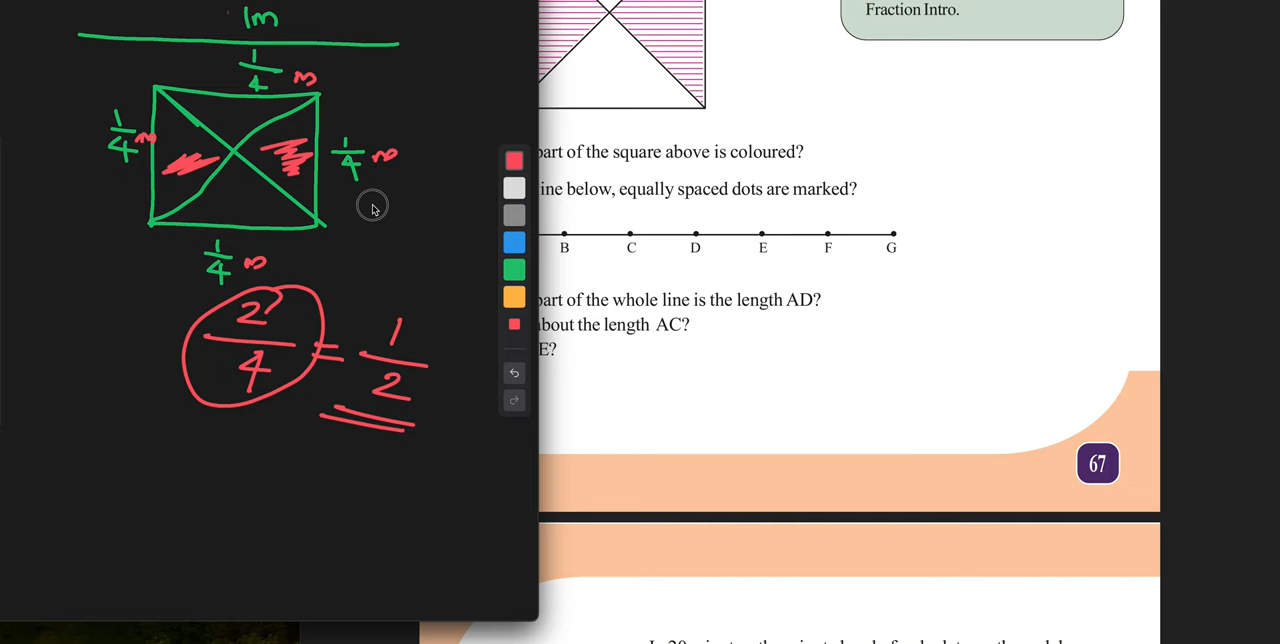 1m
1/4 m
1/4 m
1/4 m
1/4 m
2/4 = 1/2
Fraction Intro.
part of the square above is coloured?
ine below, equally spaced dots are marked?
B C D E F G
part of the whole line is the length AD?
about the length AC?
E?
67